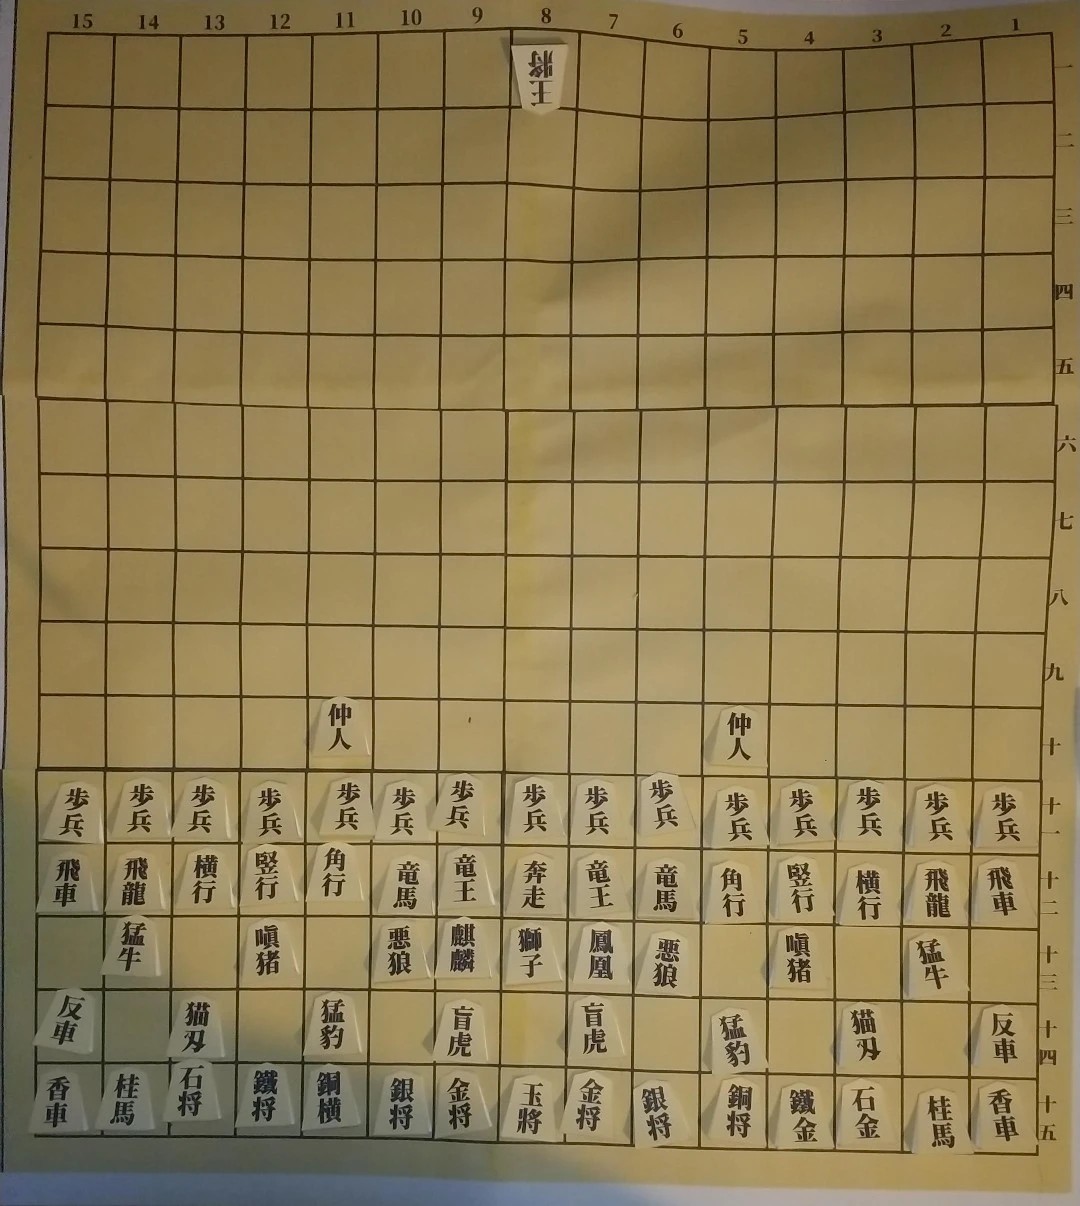 15 14 13 12 11 10 9 8 7 6 5 4 3 2 1
王將 一
二
三
四
五
六
七
八
九
仲人 仲人 十
歩兵 歩兵 歩兵 歩兵 歩兵 歩兵 歩兵 歩兵 歩兵 歩兵 歩兵 歩兵 歩兵 歩兵 歩兵 十一
飛車 飛龍 横行 竪行 角行 竜馬 竜王 奔走 竜王 竜馬 角行 竪行 横行 飛龍 飛車 十二
猛牛 嗔猪 悪狼 麒麟 獅子 鳳凰 悪狼 嗔猪 猛牛 十三
反車 猫刄 猛豹 盲虎 盲虎 猛豹 猫刄 反車 十四
香車 桂馬 石将 鐵将 銅横 銀将 金将 玉將 金将 銀将 銅将 鐵金 石金 桂馬 香車 十五